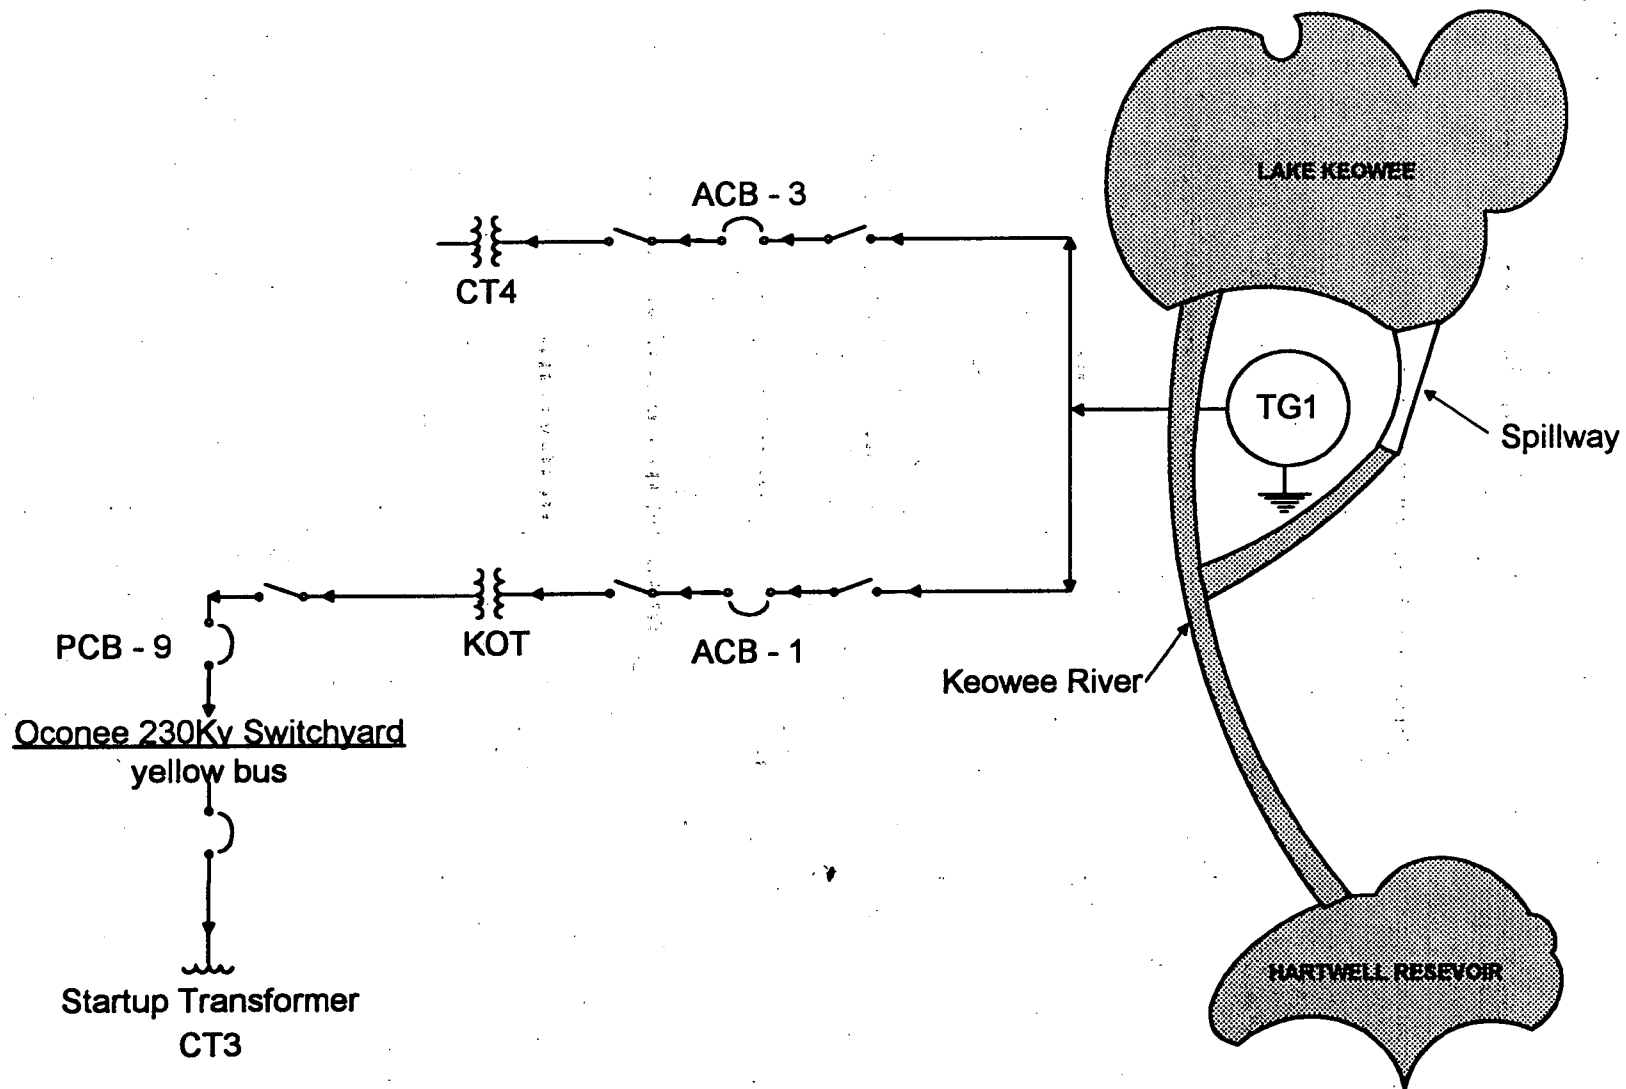 LAKE KEOWEE
ACB - 3
CT4
TG1
Spillway
PCB - 9
KOT
ACB - 1
Keowee River
Oconee 230Kv Switchyard
yellow bus
HARTWELL RESEVOIR
Startup Transformer
CT3